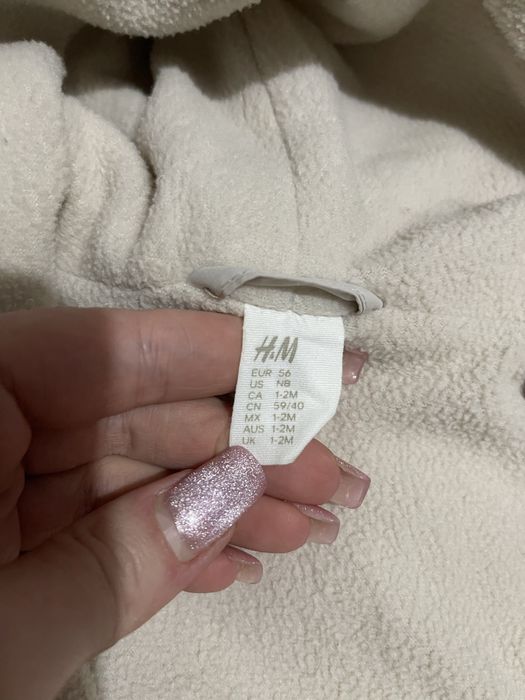 H&M
EUR 56
US NB
CA 1-2M
CN 59/40
MX 1-2M
AUS 1-2M
UK 1-2M